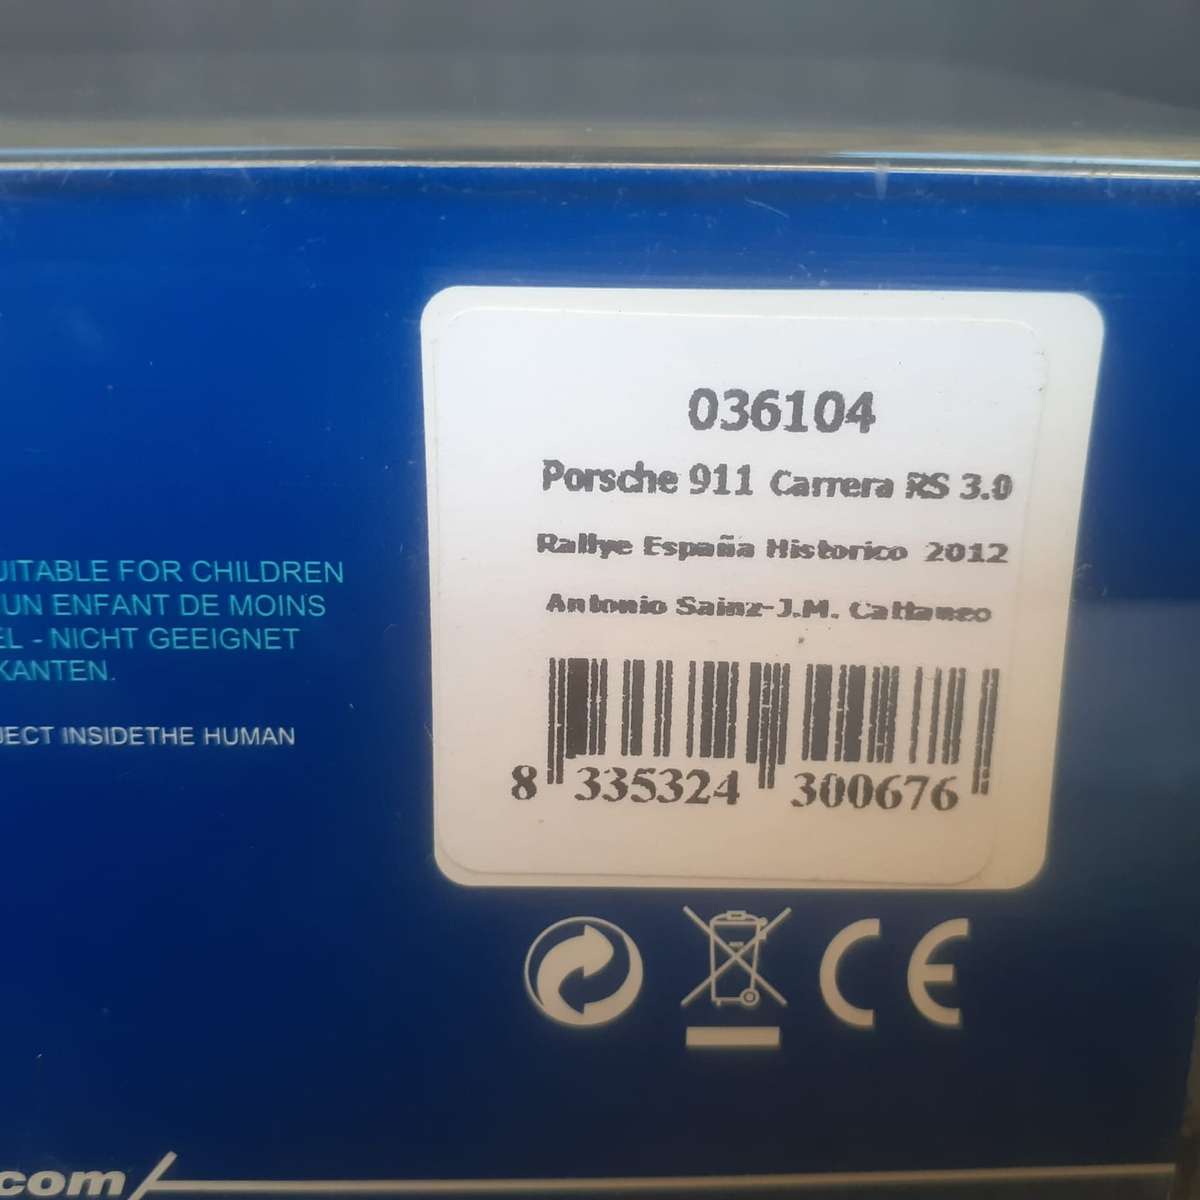 036104
Porsche 911 Carrera RS 3.0
Rallye España Historico 2012
Antonio Sainz-J.M. Cattaneo
8 335324 300676
UITABLE FOR CHILDREN
UN ENFANT DE MOINS
EL - NICHT GEEIGNET
KANTEN.
JECT INSIDETHE HUMAN
CE
.com